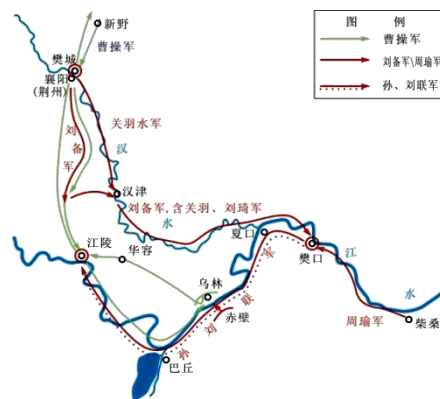 图 例
曹操军
刘备军\周瑜军
孙、刘联军
新野
曹操军
樊城
襄阳
(荆州)
关羽水军
刘备军
汉
水
汉津
刘备军,含关羽、刘琦军
夏口
樊口
江
水
江陵
华容
乌林
赤壁
孙刘联军
周瑜军
柴桑
巴丘